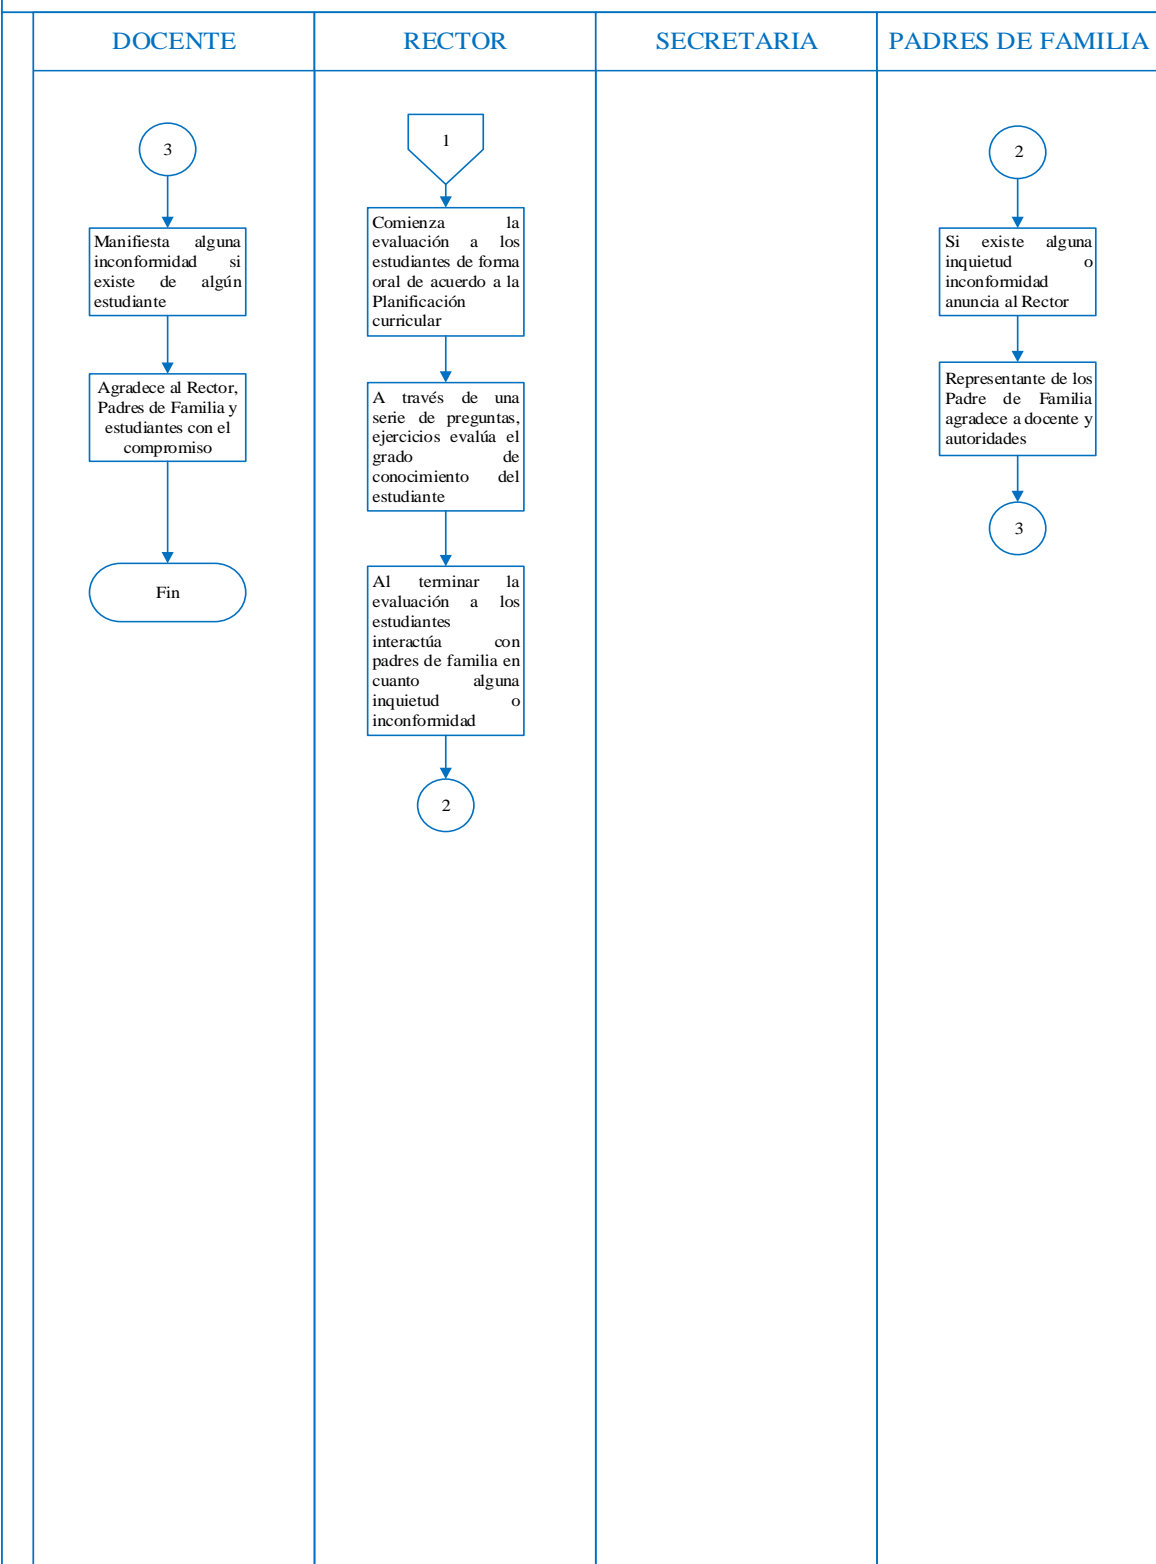 DOCENTE
RECTOR
SECRETARIA
PADRES DE FAMILIA
3
Manifiesta alguna
inconformidad si
existe de algún
estudiante
Agradece al Rector,
Padres de Familia y
estudiantes con el
compromiso
Fin
1
Comienza la
evaluación a los
estudiantes de forma
oral de acuerdo a la
Planificación
curricular
A través de una
serie de preguntas,
ejercicios evalúa el
grado de
conocimiento del
estudiante
Al terminar la
evaluación a los
estudiantes
interactúa con
padres de familia en
cuanto alguna
inquietud o
inconformidad
2
2
Si existe alguna
inquietud o
inconformidad
anuncia al Rector
Representante de los
Padre de Familia
agradece a docente y
autoridades
3